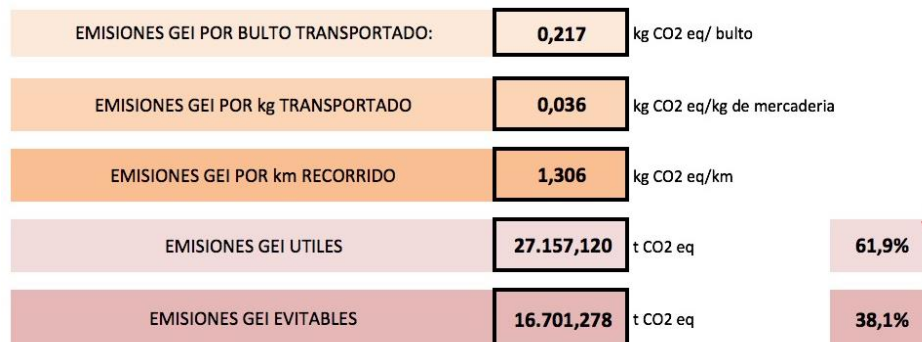 EMISIONES GEI POR BULTO TRANSPORTADO: 0,217 kg CO2 eq/ bulto
EMISIONES GEI POR kg TRANSPORTADO 0,036 kg CO2 eq/kg de mercaderia
EMISIONES GEI POR km RECORRIDO 1,306 kg CO2 eq/km
EMISIONES GEI UTILES 27.157,120 t CO2 eq 61,9%
EMISIONES GEI EVITABLES 16.701,278 t CO2 eq 38,1%